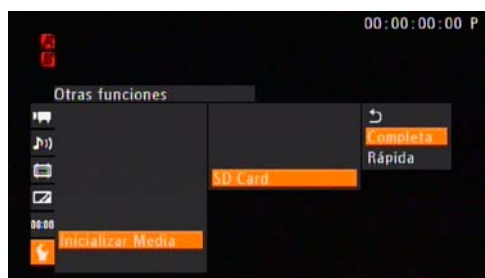 00:00:00:00 P
A
B
Otras funciones
Completa
Rápida
SD Card
00:00
Inicializar Media